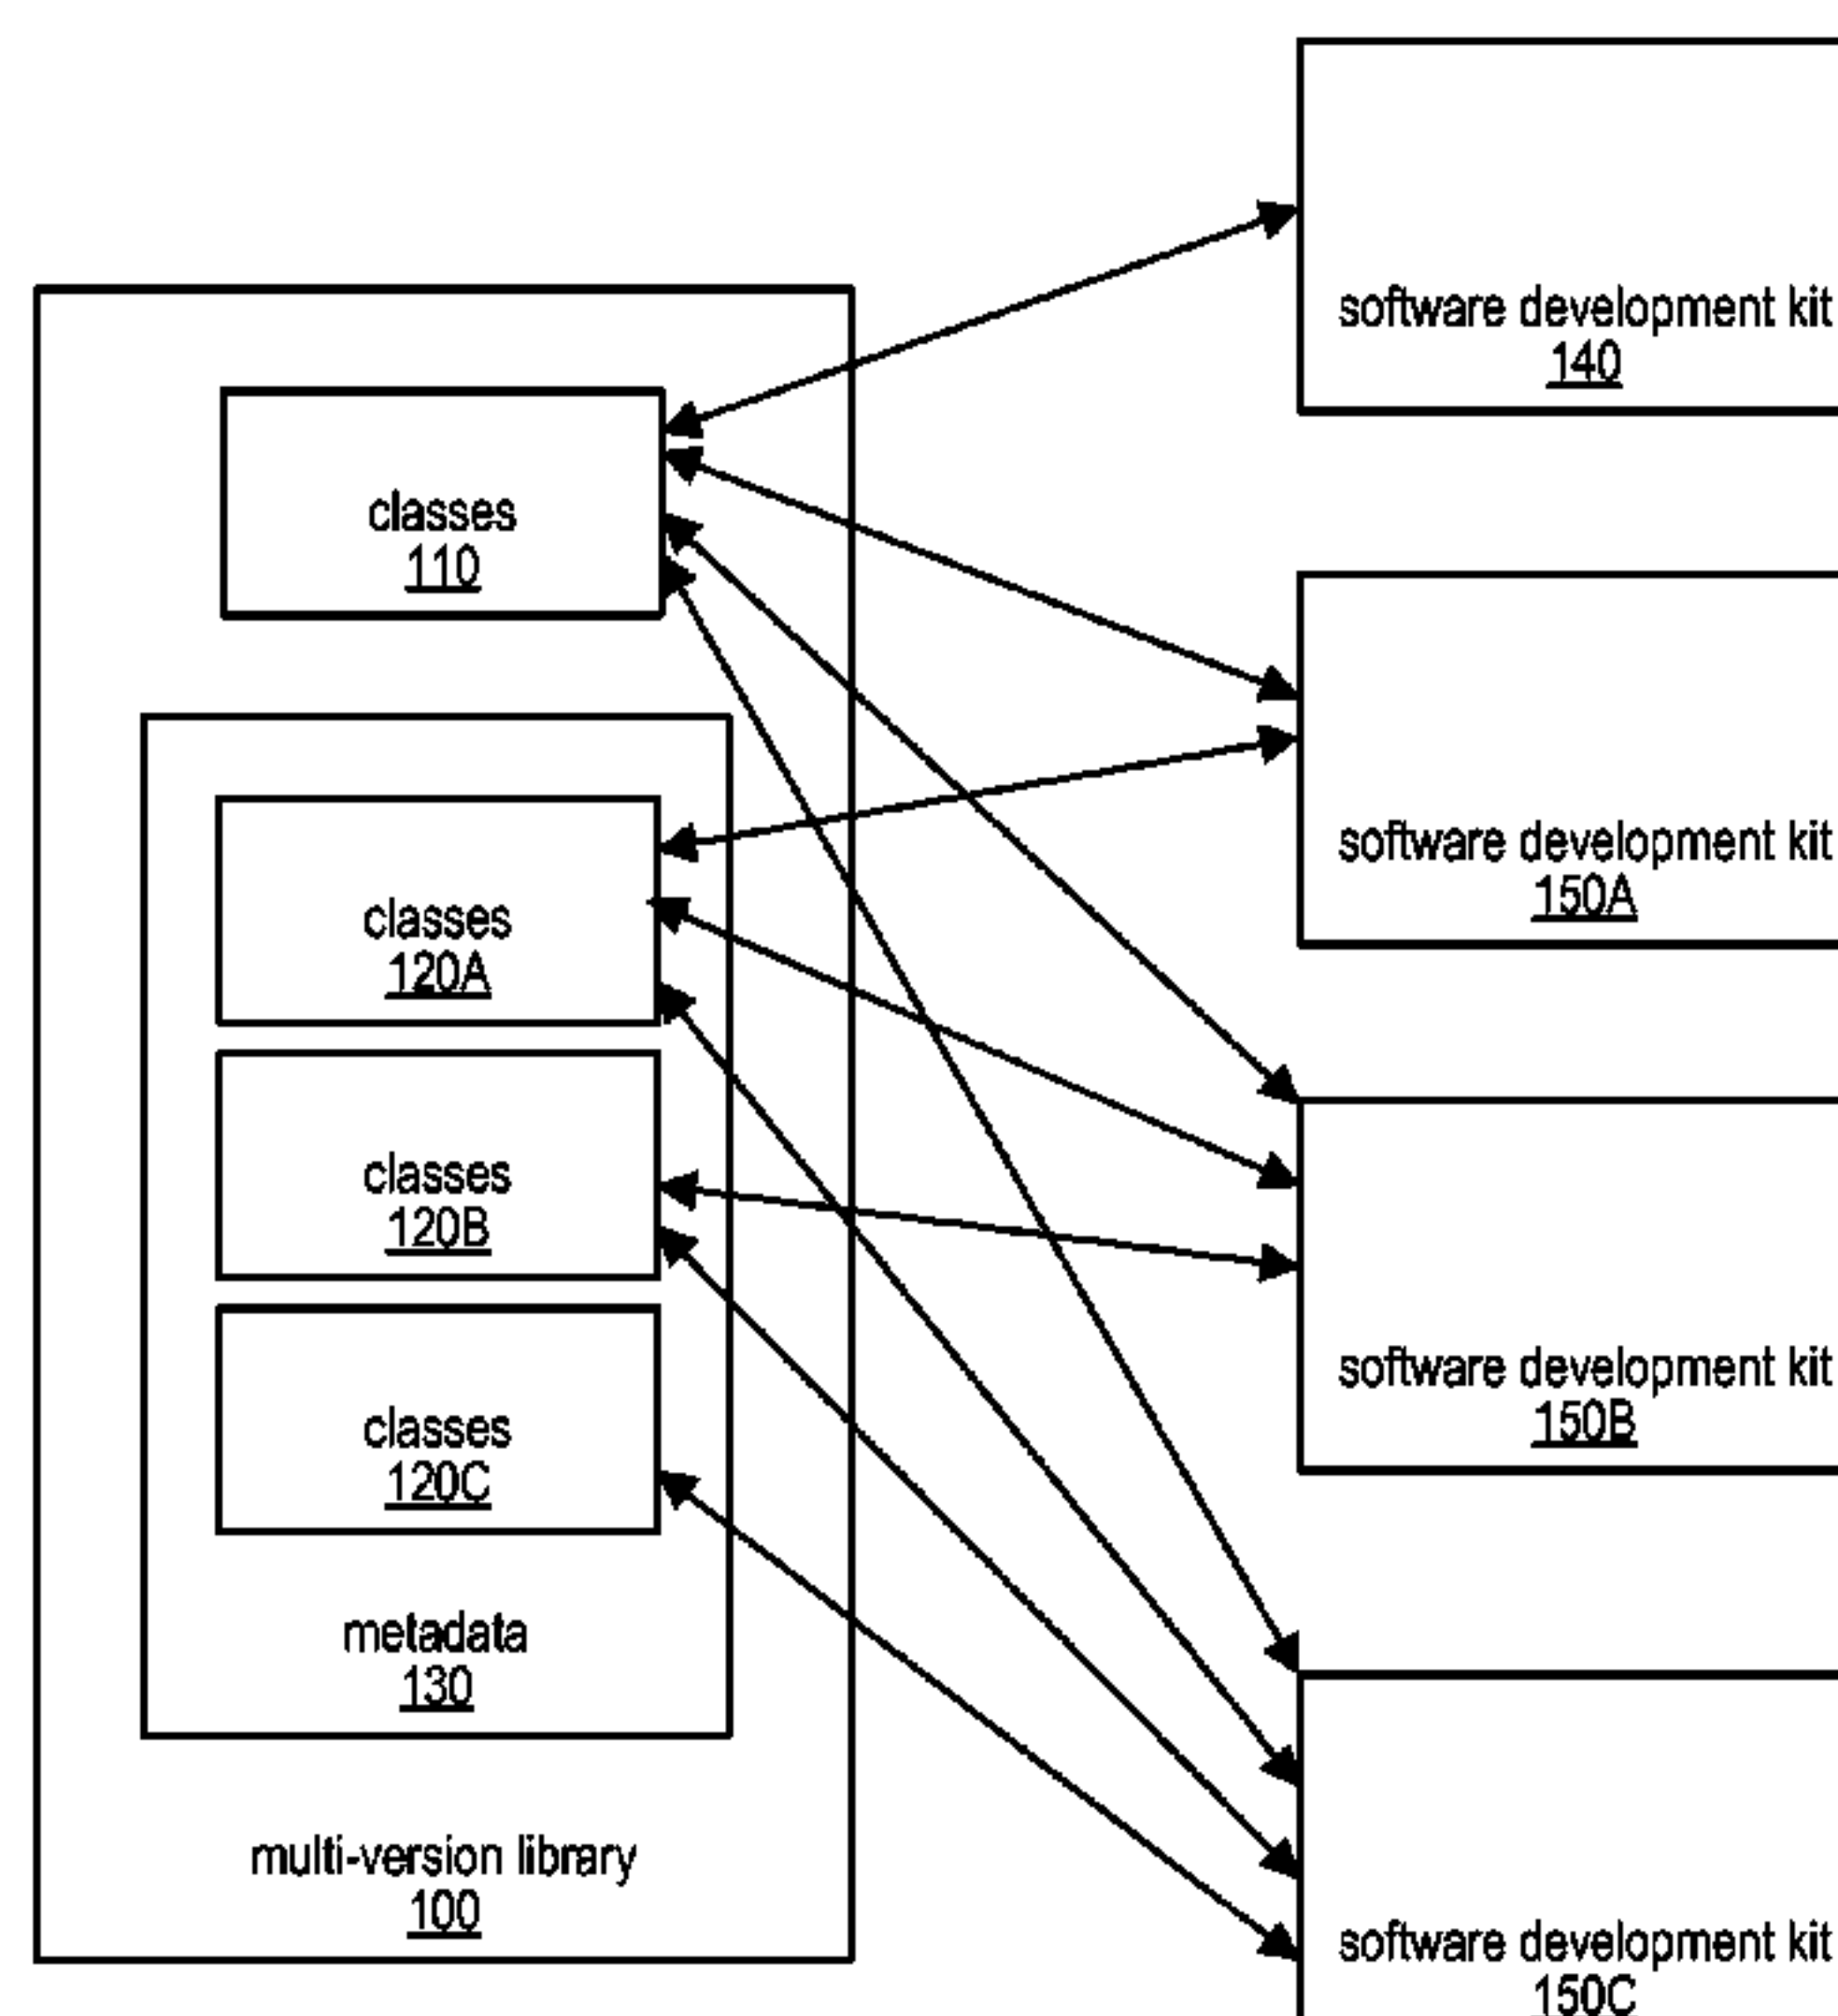 software development kit
140
classes
110
software development kit
150A
classes
120A
classes
120B
software development kit
150B
classes
120C
metadata
130
multi-version library
100
software development kit
150C